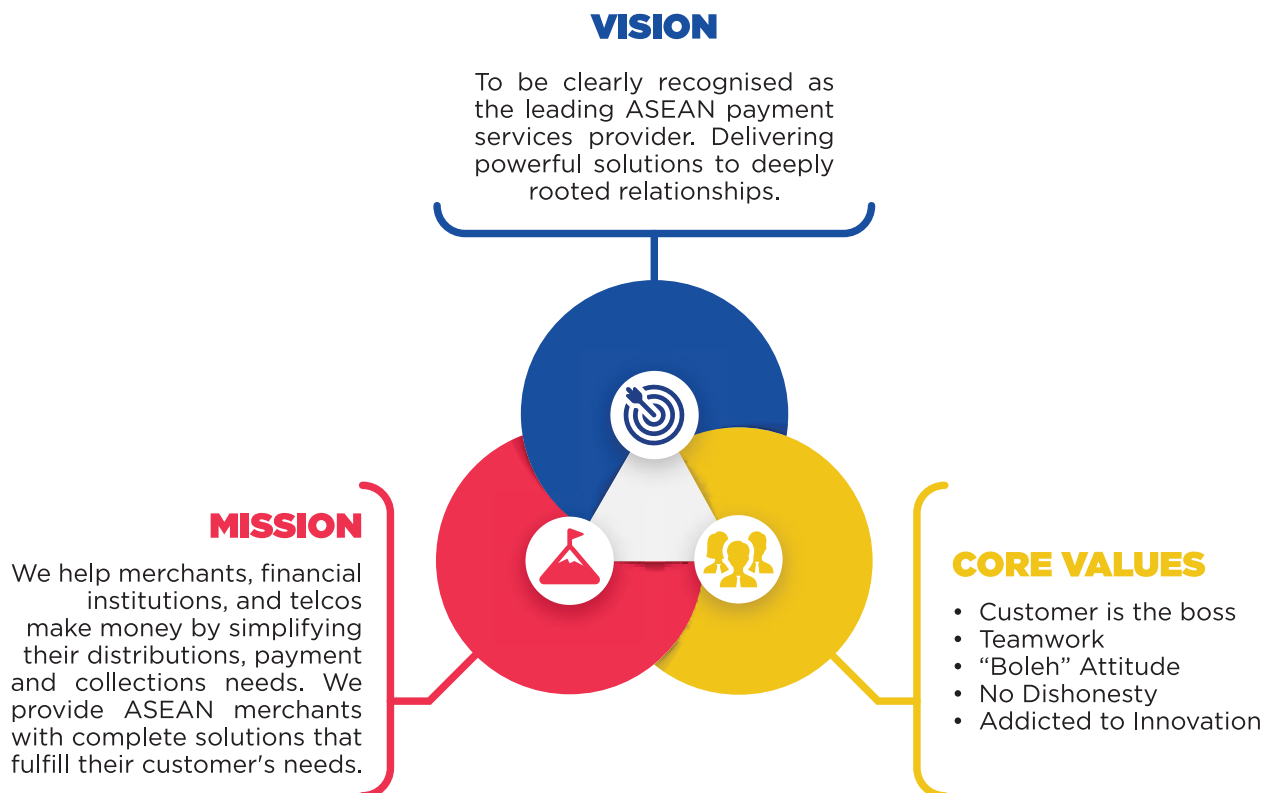 VISION
To be clearly recognised as
the leading ASEAN payment
services provider. Delivering
powerful solutions to deeply
rooted relationships.
MISSION
We help merchants, financial
institutions, and telcos
make money by simplifying
their distributions, payment
and collections needs. We
provide ASEAN merchants
with complete solutions that
fulfill their customer's needs.
CORE VALUES
• Customer is the boss
• Teamwork
• “Boleh” Attitude
• No Dishonesty
• Addicted to Innovation